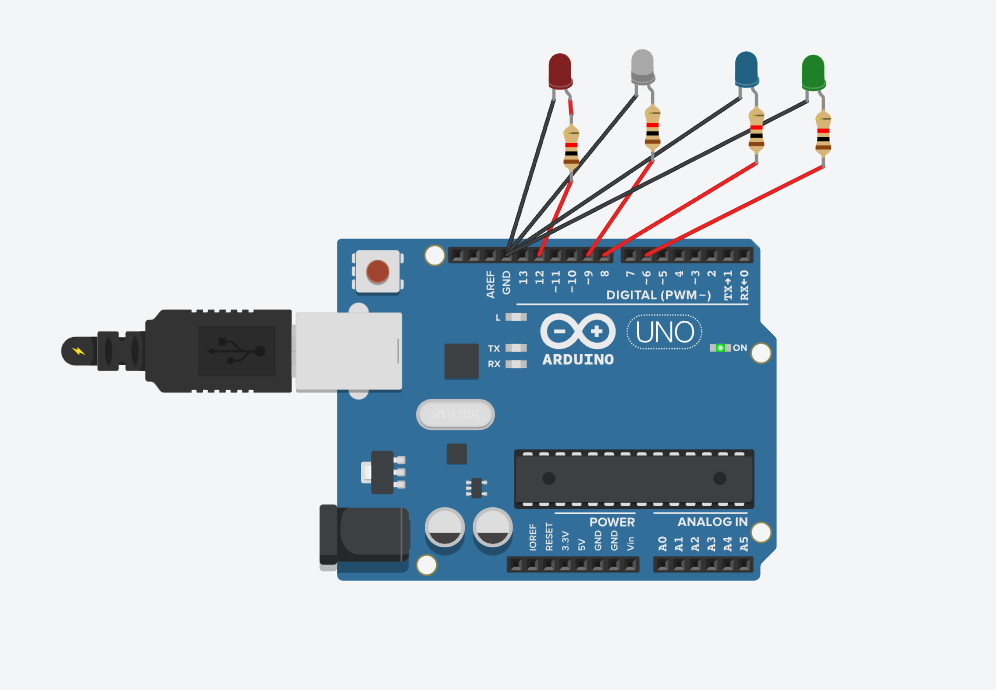 AREF
GND
13
12
~11
~10
~9
8
7
~6
~5
4
~3
2
TX→1
RX←0
DIGITAL (PWM~)
L
TX
RX
UNO
ARDUINO
ON
SPK16.000G
POWER
ANALOG IN
IOREF
RESET
3.3V
5V
GND
GND
Vin
A0
A1
A2
A3
A4
A5